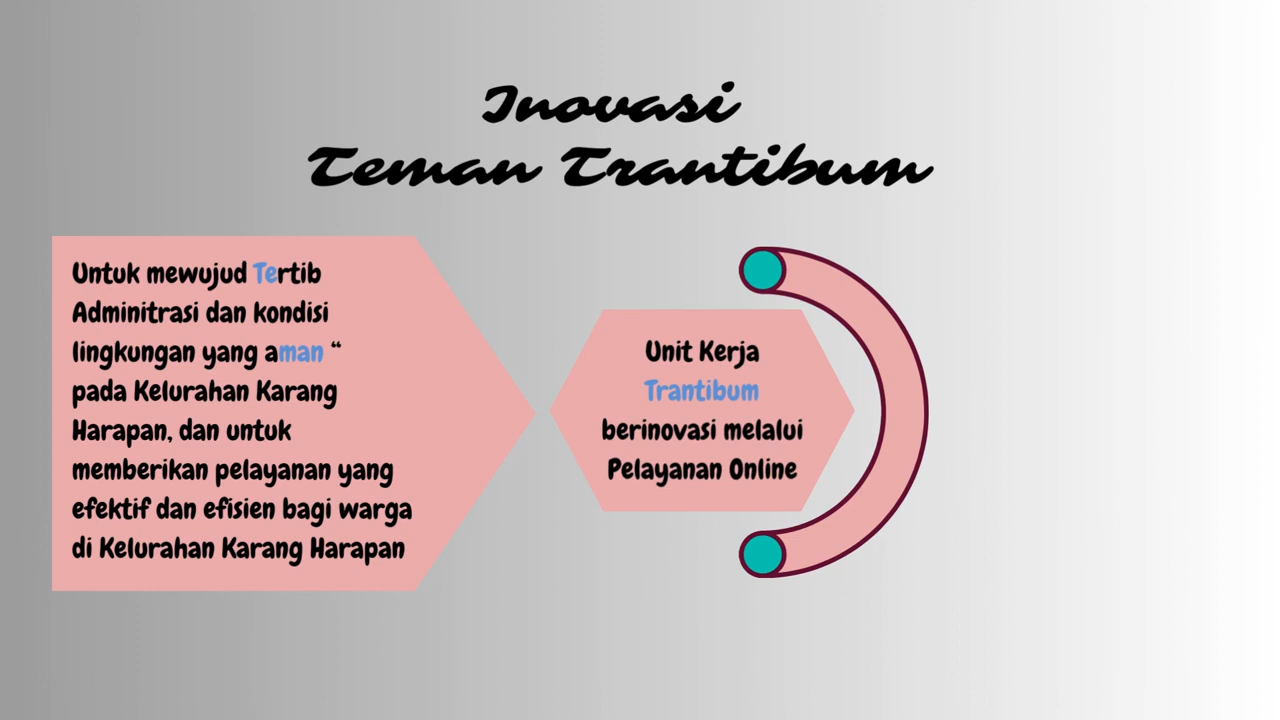 Inovasi
Teman Trantibum
Untuk mewujud Tertib
Adminitrasi dan kondisi
lingkungan yang aman “
pada Kelurahan Karang
Harapan, dan untuk
memberikan pelayanan yang
efektif dan efisien bagi warga
di Kelurahan Karang Harapan
Unit Kerja
Trantibum
berinovasi melalui
Pelayanan Online